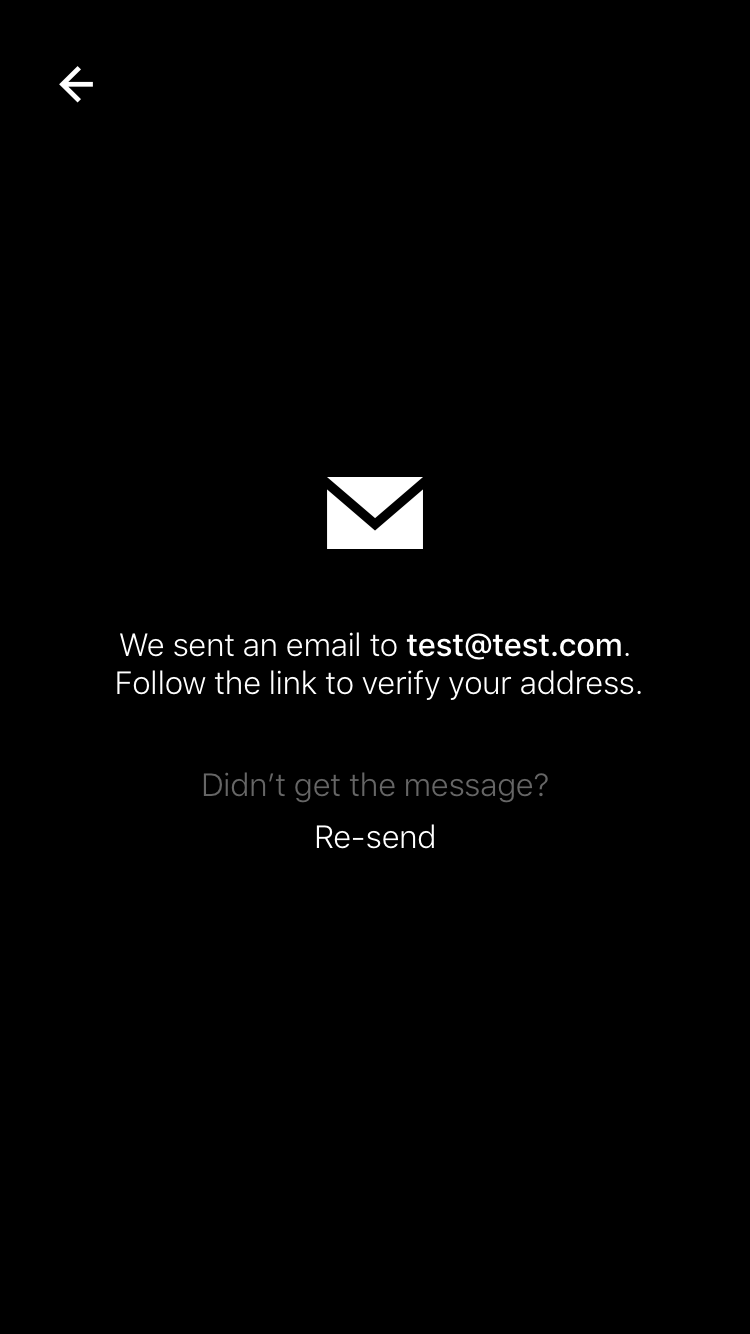 We sent an email to test@test.com.
Follow the link to verify your address.
Didn’t get the message?
Re-send